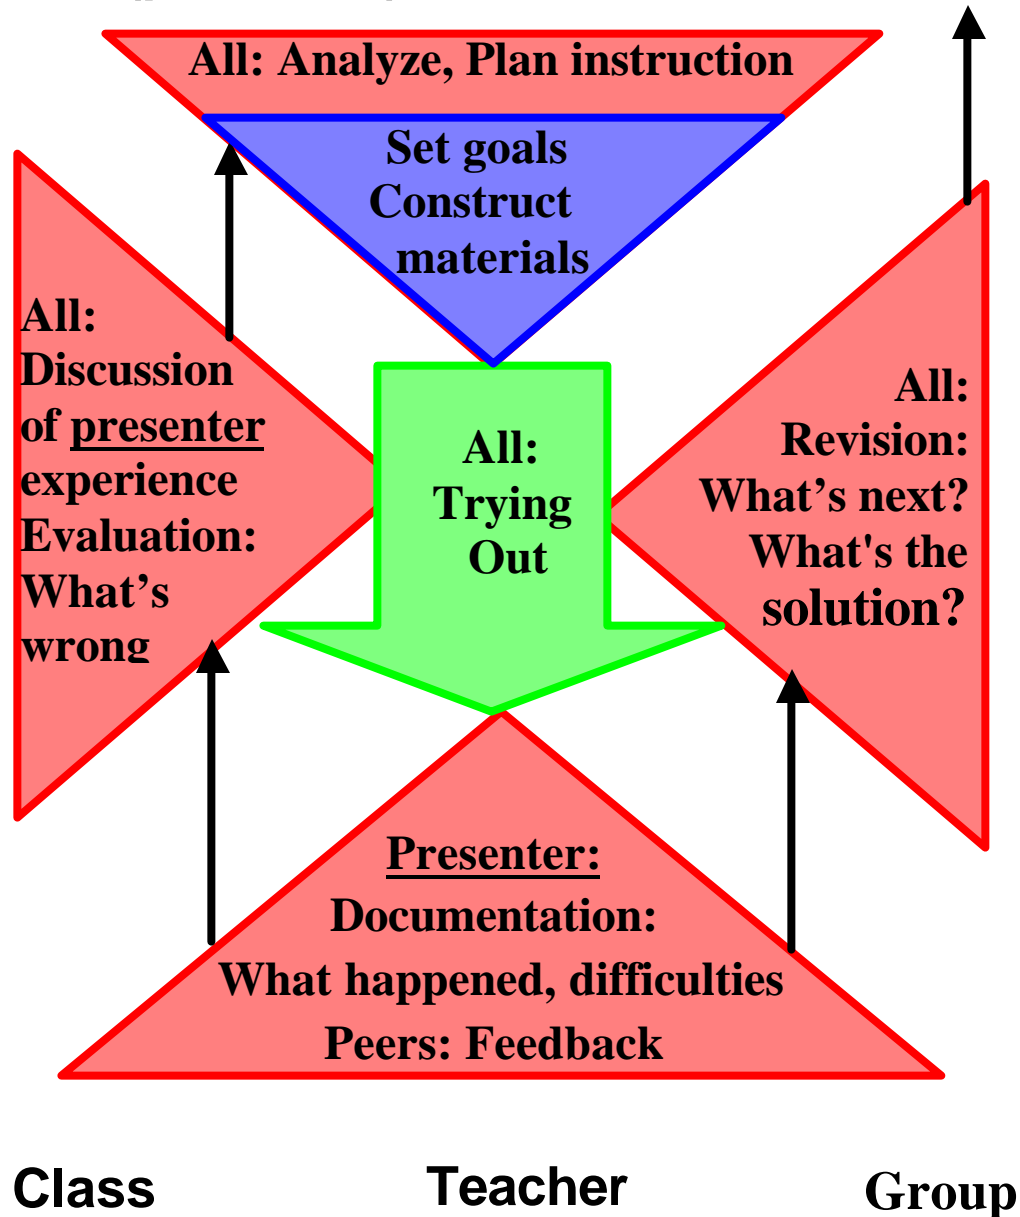 All: Analyze, Plan instruction
Set goals
Construct
materials
All:
Discussion
of presenter
experience
Evaluation:
What’s
wrong
All:
Trying
Out
All:
Revision:
What’s next?
What's the
solution?
Presenter:
Documentation:
What happened, difficulties
Peers: Feedback
Class
Teacher
Group